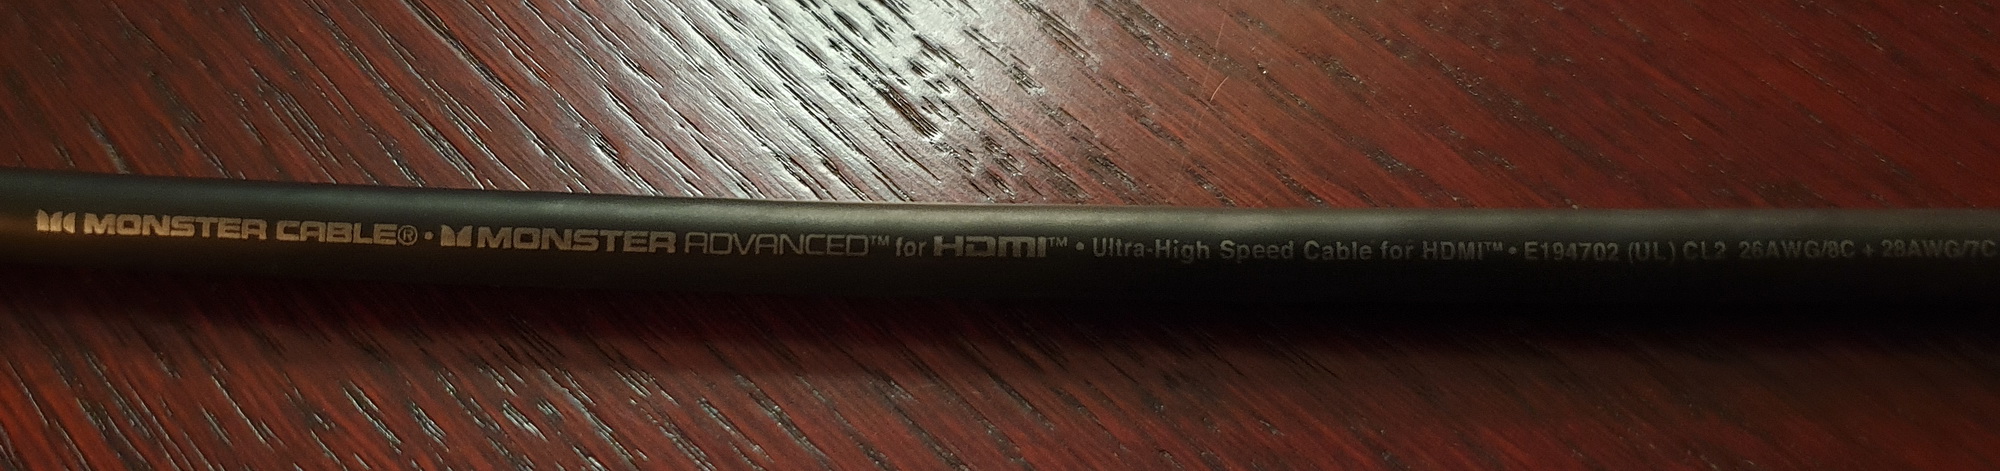 MONSTER CABLE® • MONSTER ADVANCED™ for HDMI™ • Ultra-High Speed Cable for HDMI™ • E194702 (UL) CL2 26AWG/8C + 28AWG/7C